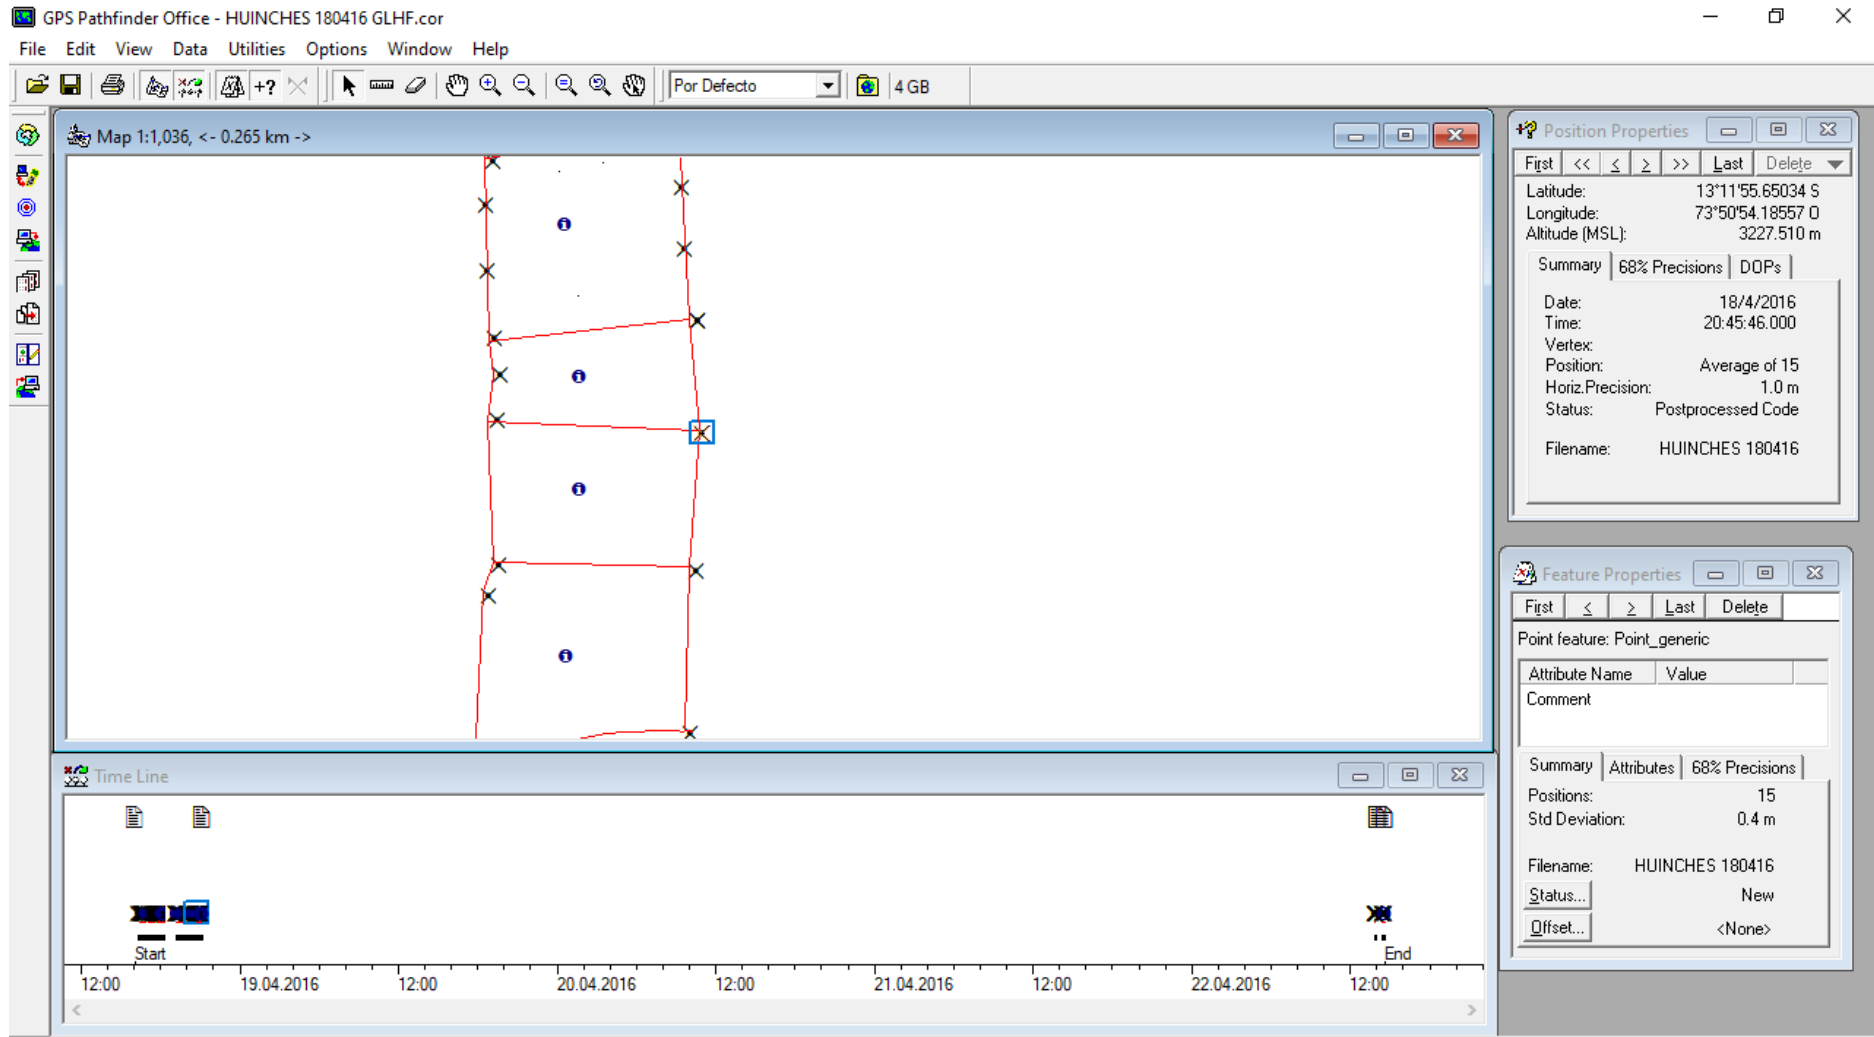 GPS Pathfinder Office - HUINCHES 180416 GLHF.cor
File Edit View Data Utilities Options Window Help
Por Defecto 4 GB
Map 1:1,036, <- 0.265 km ->
Position Properties
First << < > >> Last Delete
Latitude: 13°11'55.65034 S
Longitude: 73°50'54.18557 O
Altitude (MSL): 3227.510 m
Summary 68% Precisions DOPs
Date: 18/4/2016
Time: 20:45:46.000
Vertex:
Position: Average of 15
Horiz.Precision: 1.0 m
Status: Postprocessed Code
Filename: HUINCHES 180416
Feature Properties
First < > Last Delete
Point feature: Point_generic
Attribute Name Value
Comment
Summary Attributes 68% Precisions
Positions: 15
Std Deviation: 0.4 m
Filename: HUINCHES 180416
Status... New
Offset... <None>
Time Line
Start End
12:00 19.04.2016 12:00 20.04.2016 12:00 21.04.2016 12:00 22.04.2016 12:00